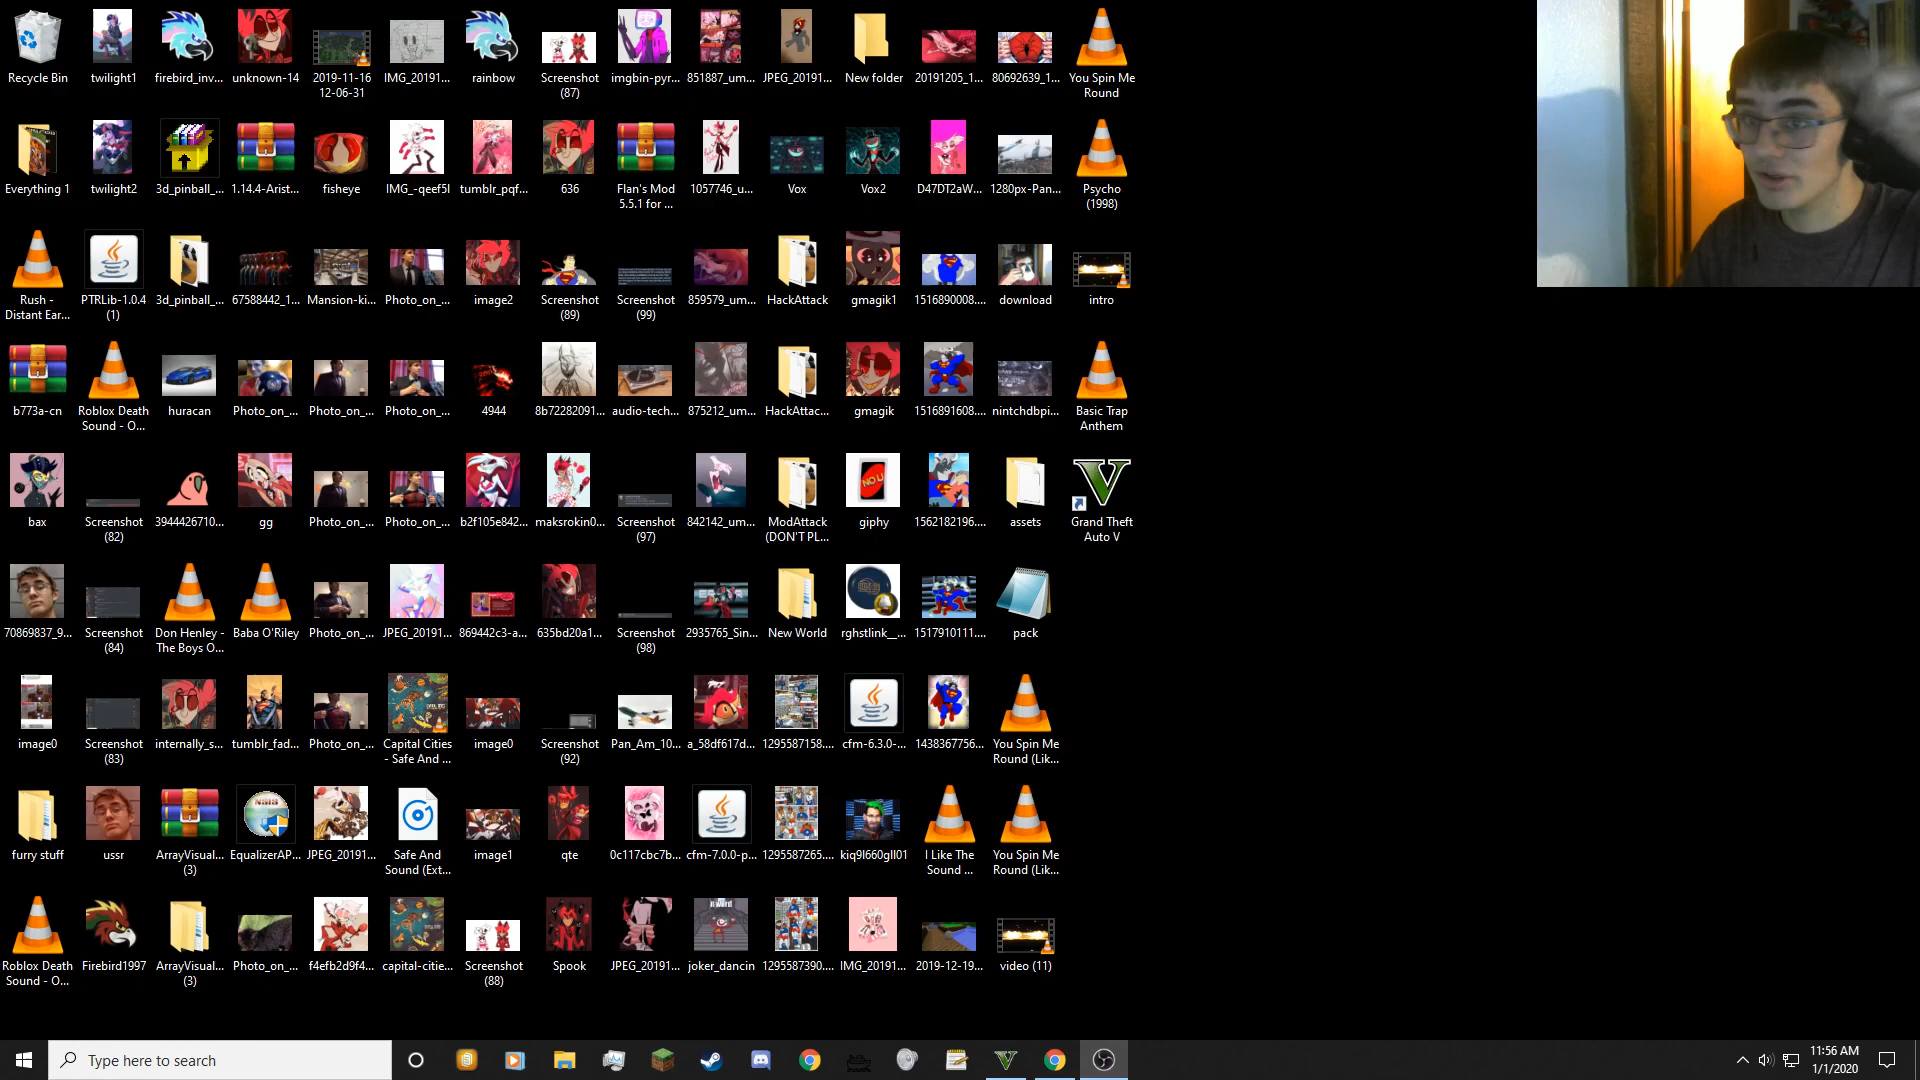 Recycle Bin
twilight1
firebird_inv...
unknown-14
2019-11-16
12-06-31
IMG_20191...
rainbow
Screenshot
(87)
imgbin-pyr...
851887_um...
JPEG_20191...
New folder
20191205_1...
80692639_1...
You Spin Me
Round
Everything 1
twilight2
3d_pinball_...
1.14.4-Arist...
fisheye
IMG_-qeef5l
tumblr_pqf...
636
Flan's Mod
5.5.1 for ...
1057746_u...
Vox
Vox2
D47DT2aW...
1280px-Pan...
Psycho
(1998)
Rush -
Distant Ear...
PTRLib-1.0.4
(1)
3d_pinball_...
67588442_1...
Mansion-ki...
Photo_on_...
image2
Screenshot
(89)
Screenshot
(99)
859579_um...
HackAttack
gmagik1
1516890008....
download
intro
b773a-cn
Roblox Death
Sound - O...
huracan
Photo_on_...
Photo_on_...
Photo_on_...
4944
8b72282091...
audio-tech...
875212_um...
HackAttac...
gmagik
1516891608....
nintchdbpi...
Basic Trap
Anthem
bax
Screenshot
(82)
3944426710...
gg
Photo_on_...
Photo_on_...
b2f105e842...
maksrokin0...
Screenshot
(97)
842142_um...
ModAttack
(DON'T PL...
NO U
giphy
1562182196....
assets
Grand Theft
Auto V
70869837_9...
Screenshot
(84)
Don Henley -
The Boys O...
Baba O'Riley
Photo_on_...
JPEG_20191...
869442c3-a...
635bd20a1...
Screenshot
(98)
2935765_Sin...
New World
rghstlink__...
1517910111....
pack
image0
Screenshot
(83)
internally_s...
tumblr_fad...
Photo_on_...
Capital Cities
- Safe And ...
image0
Screenshot
(92)
Pan_Am_10...
a_58df617d...
1295587158....
cfm-6.3.0-...
1438367756...
You Spin Me
Round (Lik...
furry stuff
ussr
ArrayVisual...
(3)
EqualizerAP...
JPEG_20191...
Safe And
Sound (Ext...
image1
qte
0c117cbc7b...
cfm-7.0.0-p...
1295587265....
kiq9l660gll01
I Like The
Sound ...
You Spin Me
Round (Lik...
Roblox Death
Sound - O...
Firebird1997
ArrayVisual...
(3)
Photo_on_...
f4efb2d9f4...
capital-citie...
Screenshot
(88)
Spook
JPEG_20191...
joker_dancin
1295587390....
IMG_20191...
2019-12-19...
video (11)
Type here to search
11:56 AM
1/1/2020